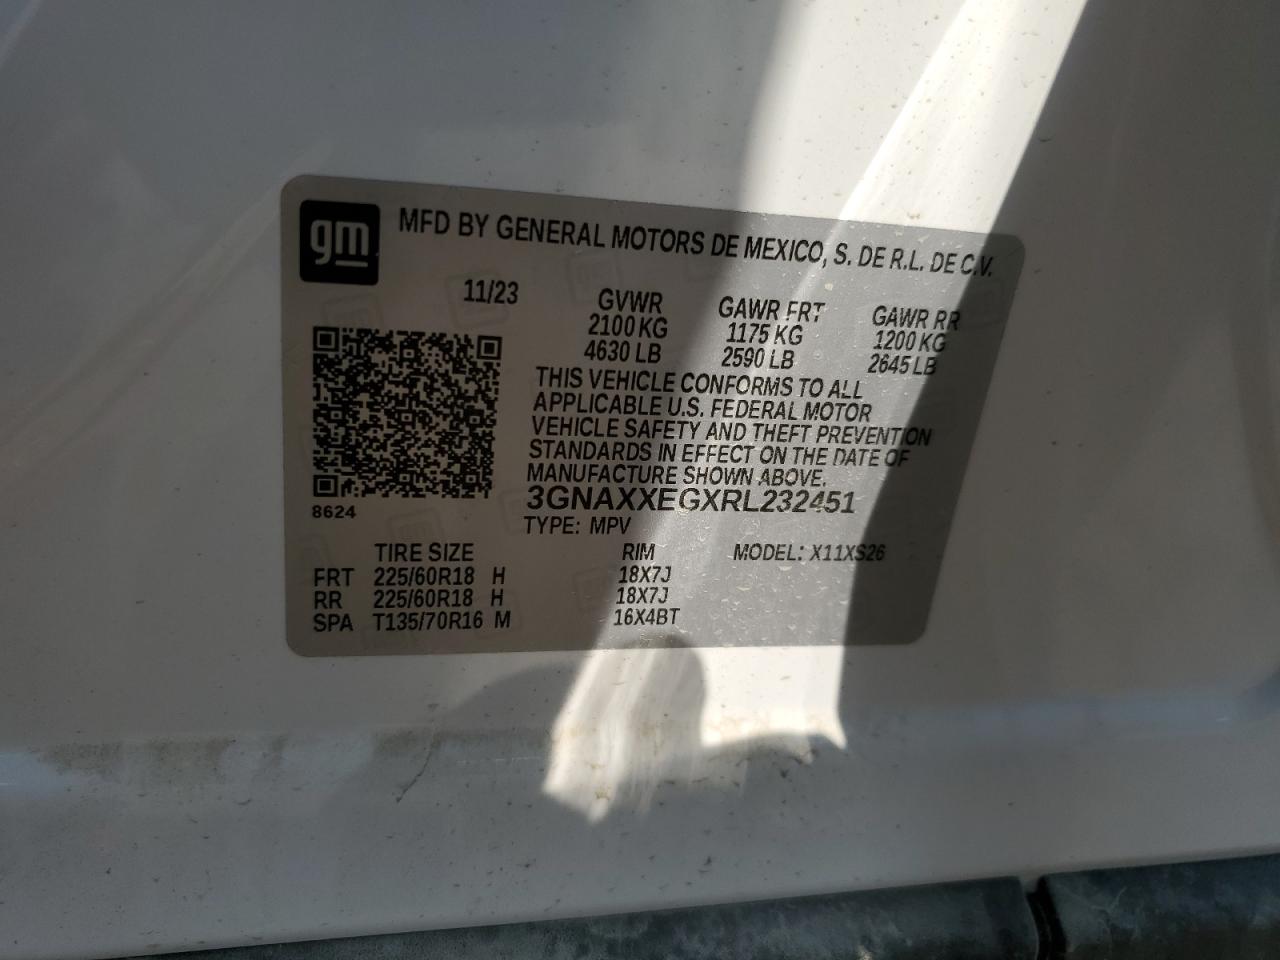 gm
MFD BY GENERAL MOTORS DE MEXICO, S. DE R.L. DE C.V.
11/23
GVWR GAWR FRT GAWR RR
2100 KG 1175 KG 1200 KG
4630 LB 2590 LB 2645 LB
THIS VEHICLE CONFORMS TO ALL
APPLICABLE U.S. FEDERAL MOTOR
VEHICLE SAFETY AND THEFT PREVENTION
STANDARDS IN EFFECT ON THE DATE OF
MANUFACTURE SHOWN ABOVE.
3GNAXXEGXRL232451
8624
TYPE: MPV
TIRE SIZE RIM MODEL: X11XS26
FRT 225/60R18 H 18X7J
RR 225/60R18 H 18X7J
SPA T135/70R16 M 16X4BT